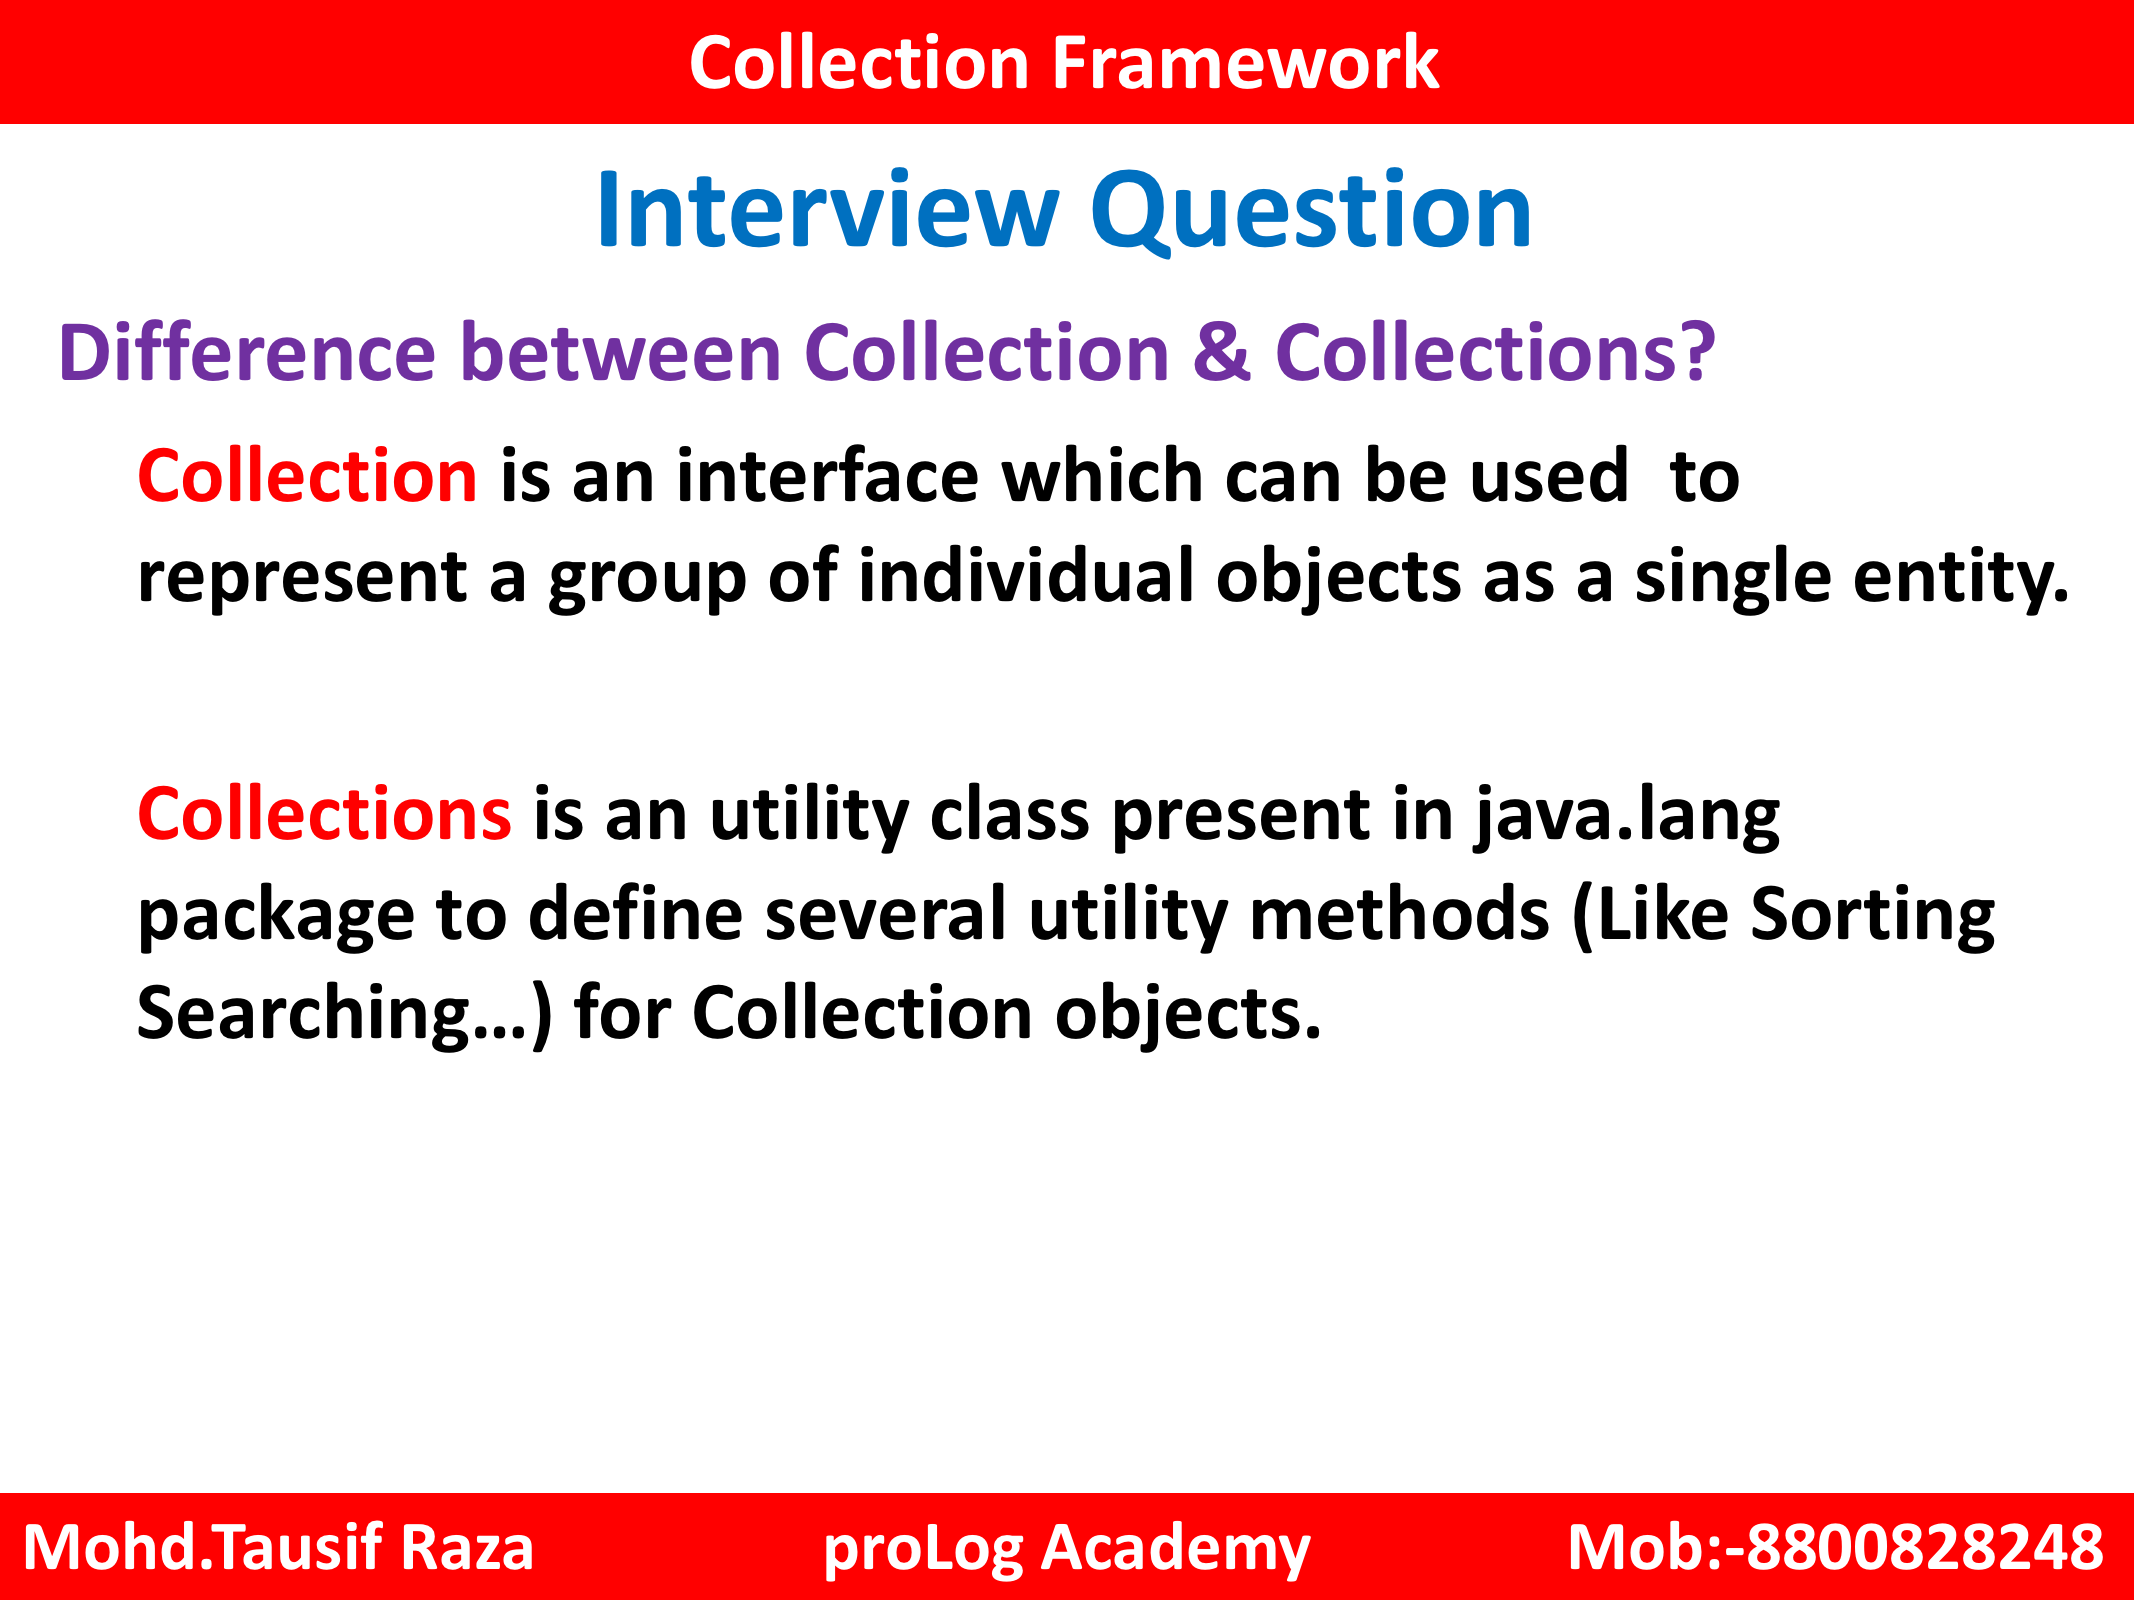 Collection Framework
Interview Question
Difference between Collection & Collections?
Collection is an interface which can be used  to
represent a group of individual objects as a single entity.
Collections is an utility class present in java.lang
package to define several utility methods (Like Sorting
Searching…) for Collection objects.
Mohd.Tausif Raza proLog Academy Mob:-8800828248